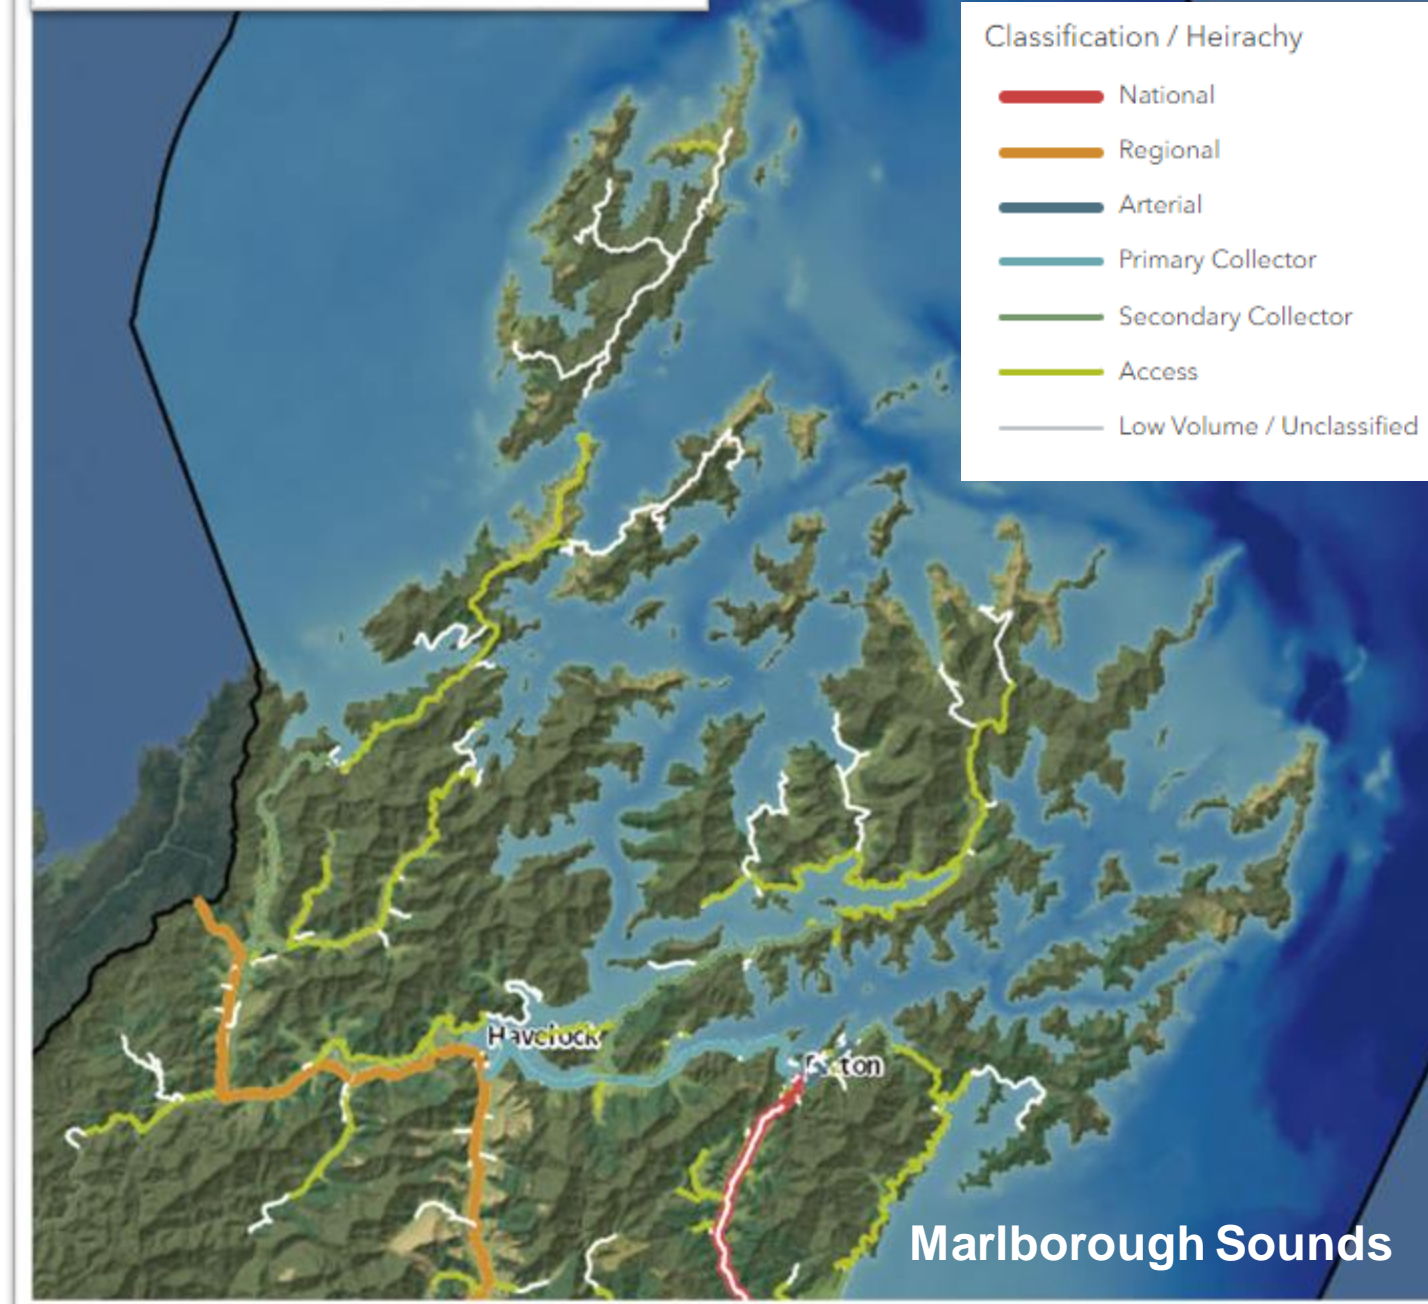 Classification / Heirachy
National
Regional
Arterial
Primary Collector
Secondary Collector
Access
Low Volume / Unclassified
Havelock
Marlborough Sounds